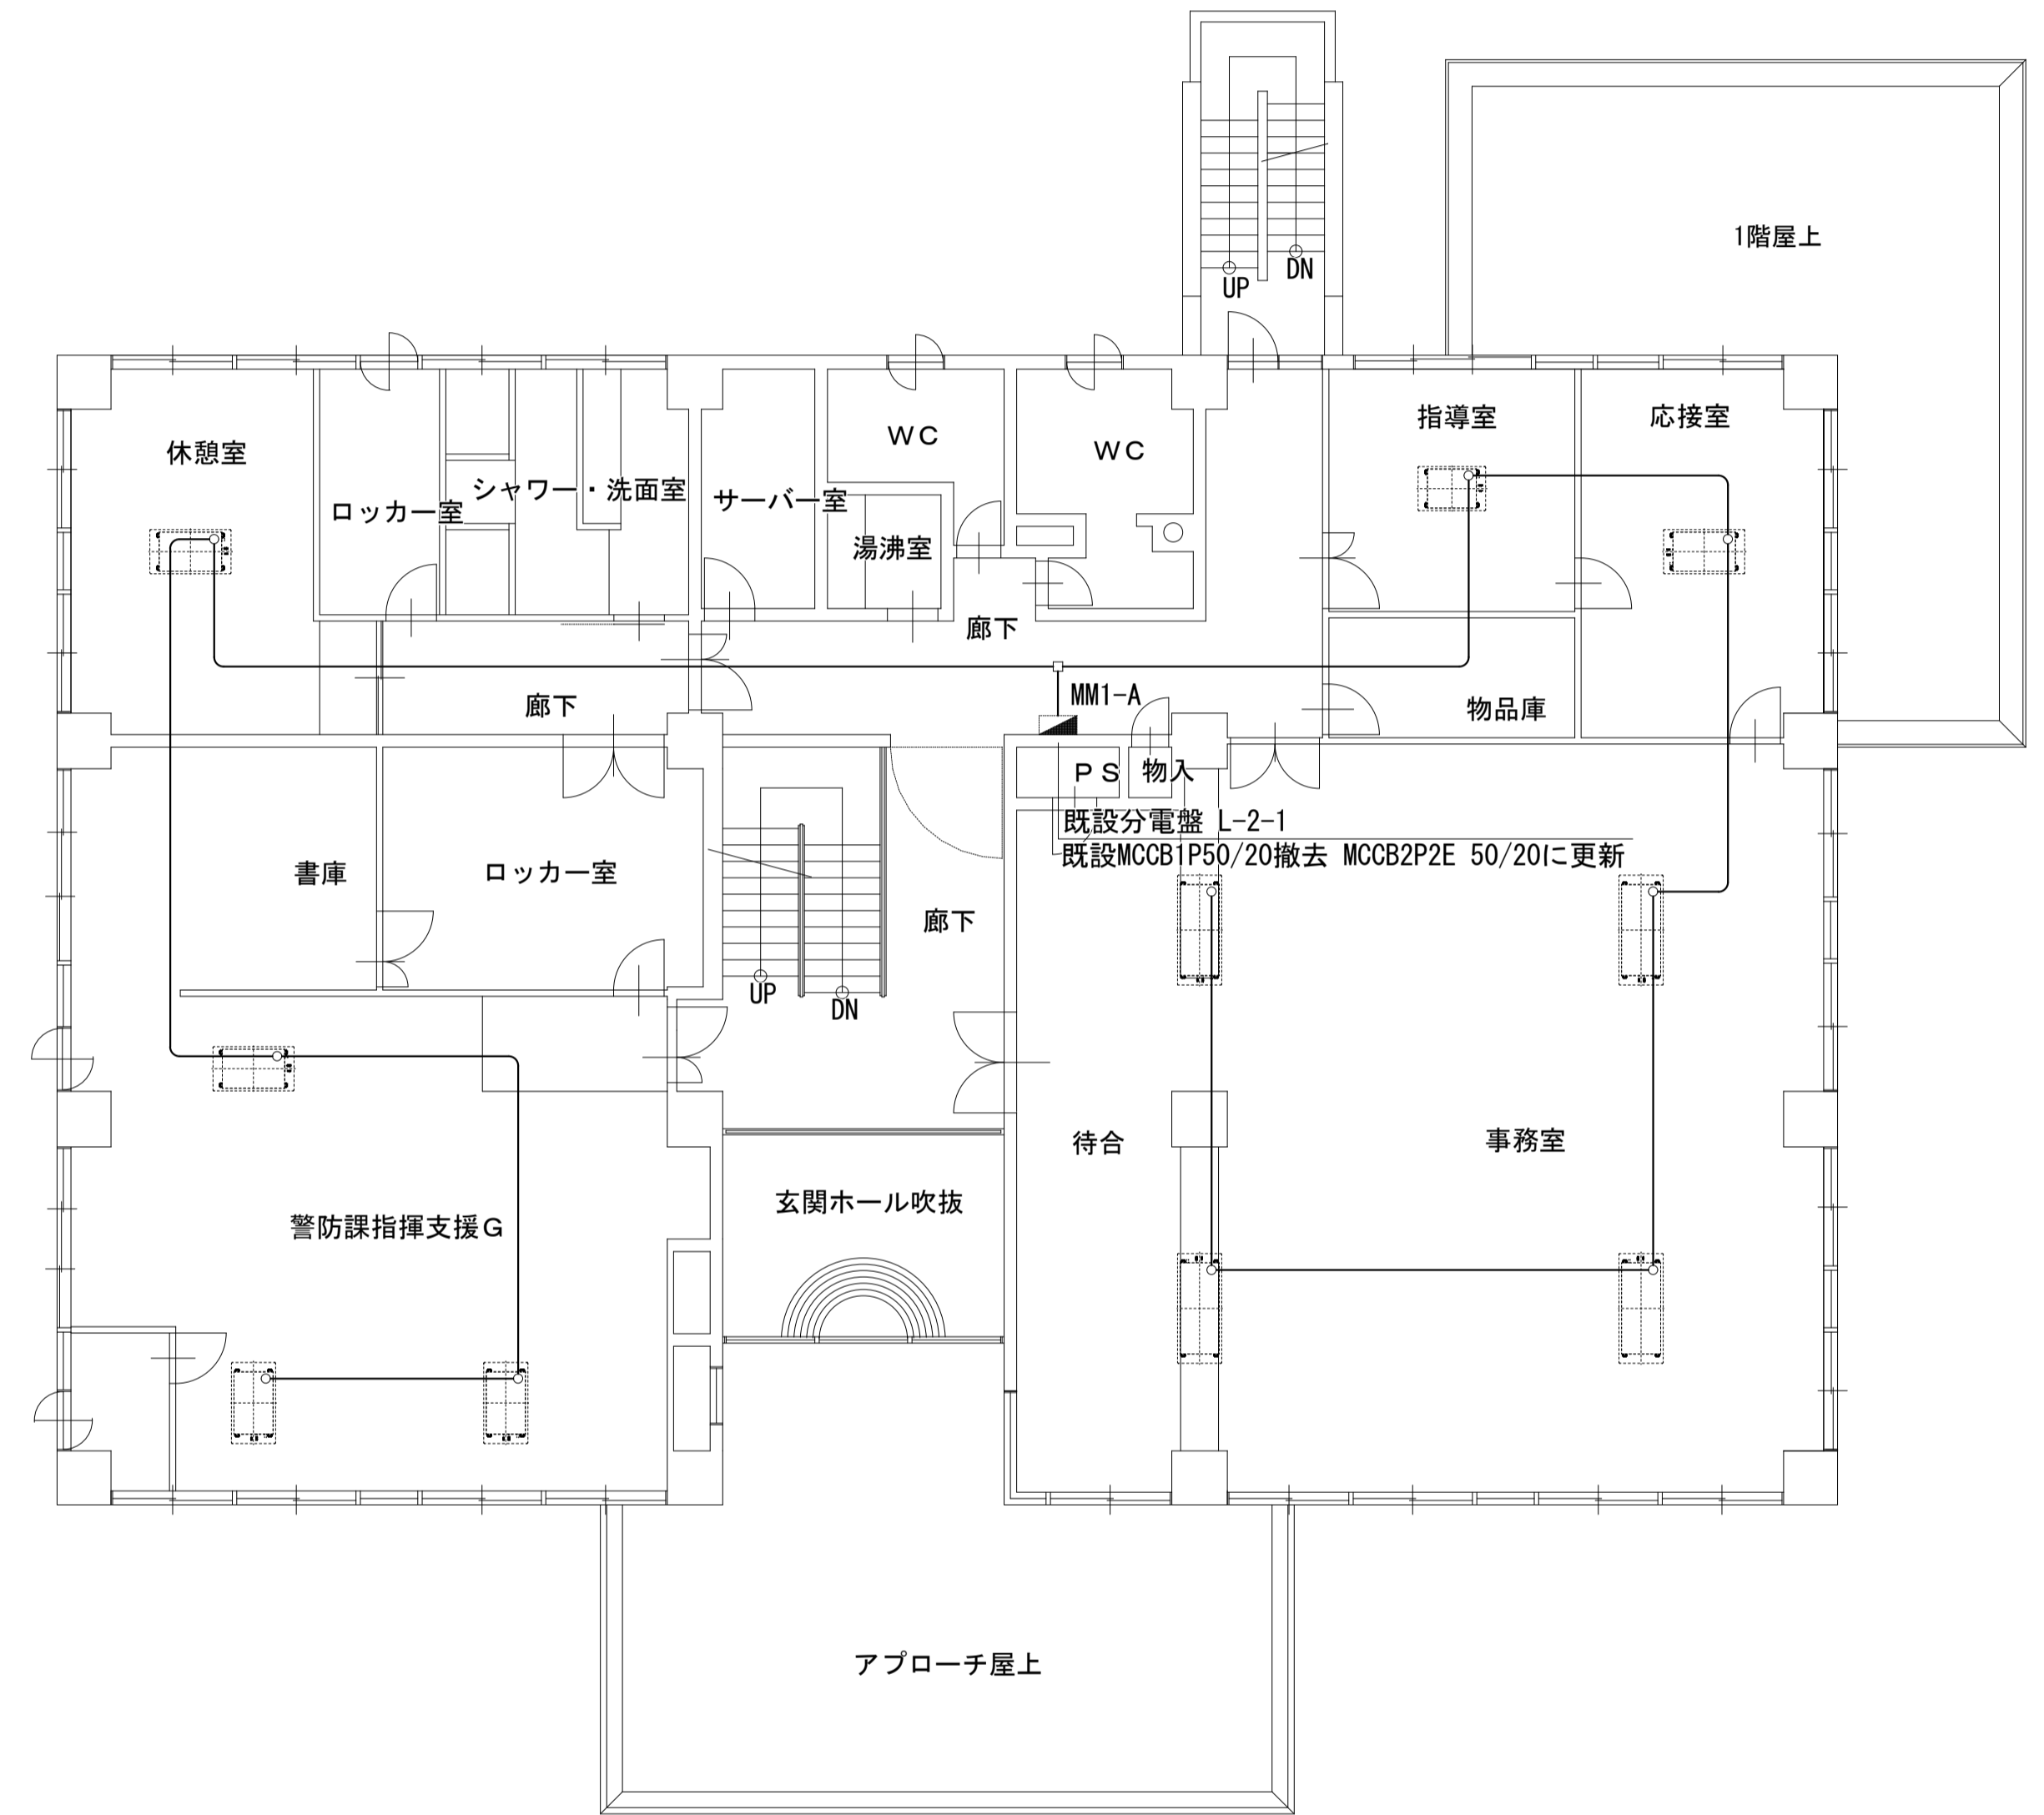 1階屋上
DN
UP
指導室
応接室
WC
WC
休憩室
シャワー・洗面室
サーバー室
ロッカー室
湯沸室
廊下
MM1-A
廊下
物品庫
PS
物入
既設分電盤 L-2-1
既設MCCB1P50/20撤去 MCCB2P2E 50/20に更新
書庫
ロッカー室
廊下
UP
DN
待合
事務室
玄関ホール吹抜
警防課指揮支援G
アプローチ屋上